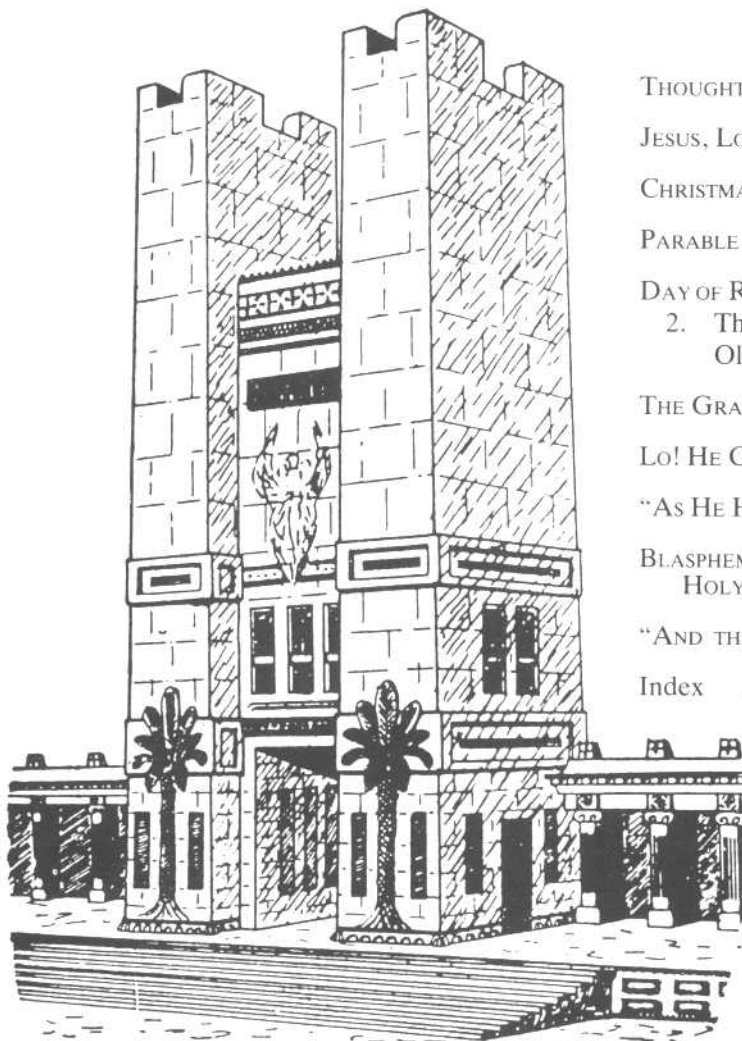 THOUGHT
JESUS, LO
CHRISTMA
PARABLE
DAY OF R
2. Th
Ol
THE GRA
LO! HE C
“AS HE H
BLASPHEM
HOLY
“AND TH
Index